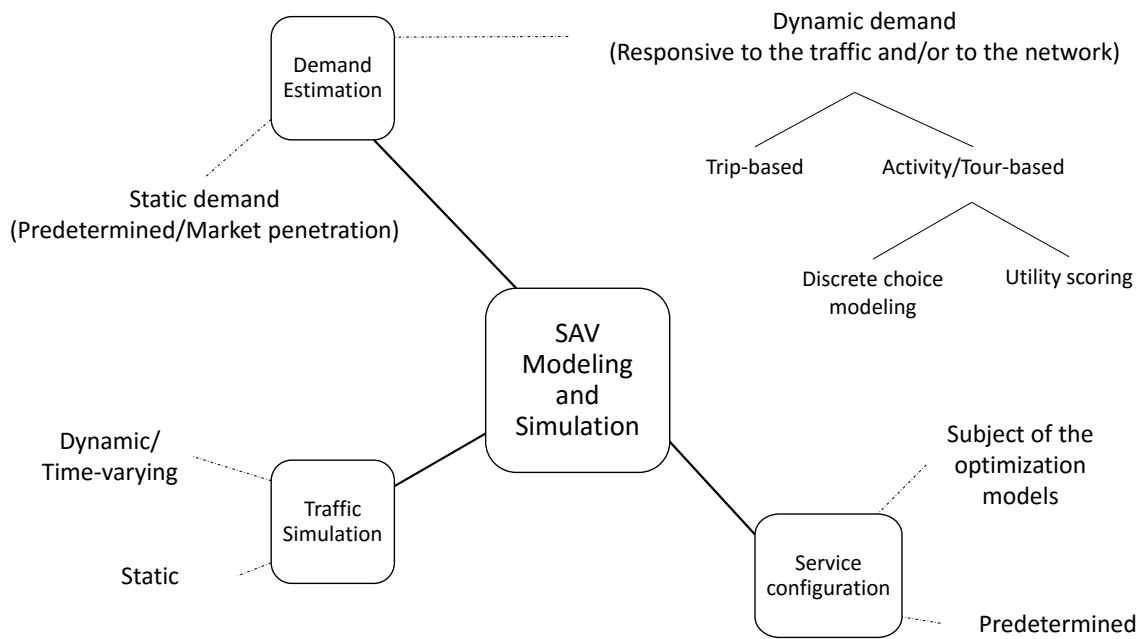 Dynamic demand
(Responsive to the traffic and/or to the network)
Demand
Estimation
Trip-based
Activity/Tour-based
Static demand
(Predetermined/Market penetration)
Discrete choice
modeling
Utility scoring
SAV
Modeling
and
Simulation
Dynamic/
Time-varying
Subject of the
optimization
models
Traffic
Simulation
Static
Service
configuration
Predetermined